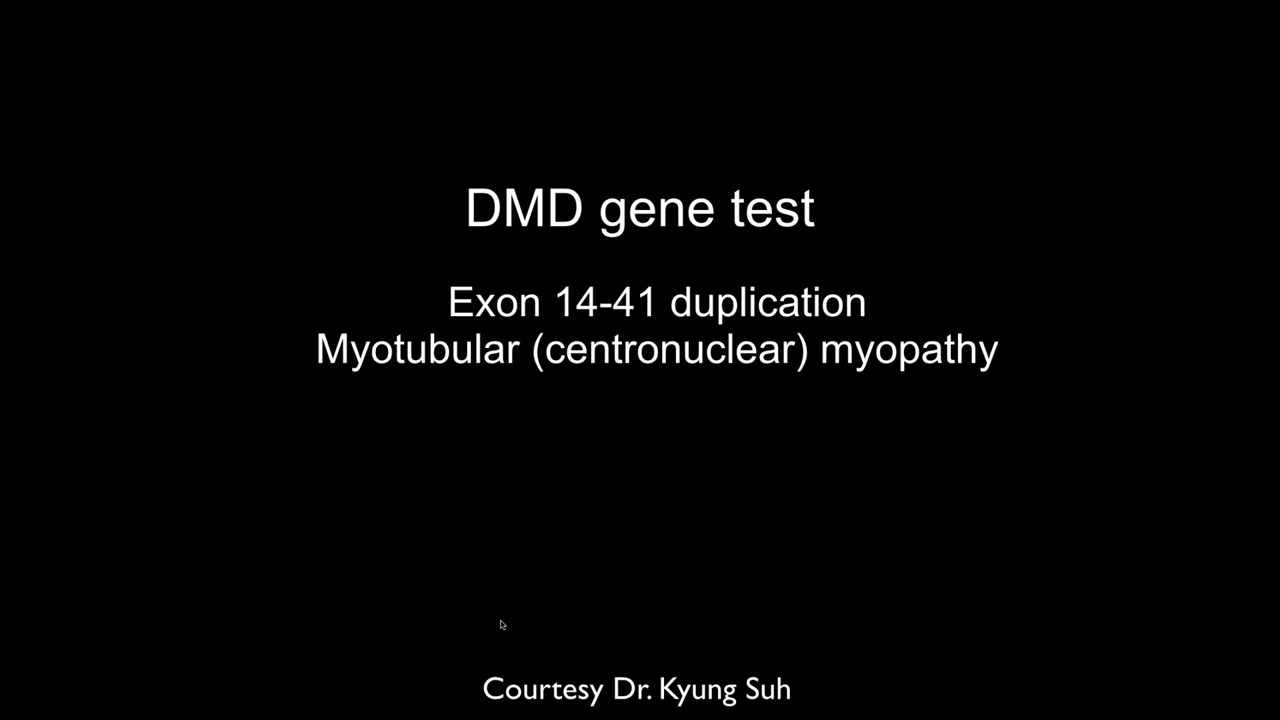 DMD gene test
Exon 14-41 duplication
Myotubular (centronuclear) myopathy
Courtesy Dr. Kyung Suh